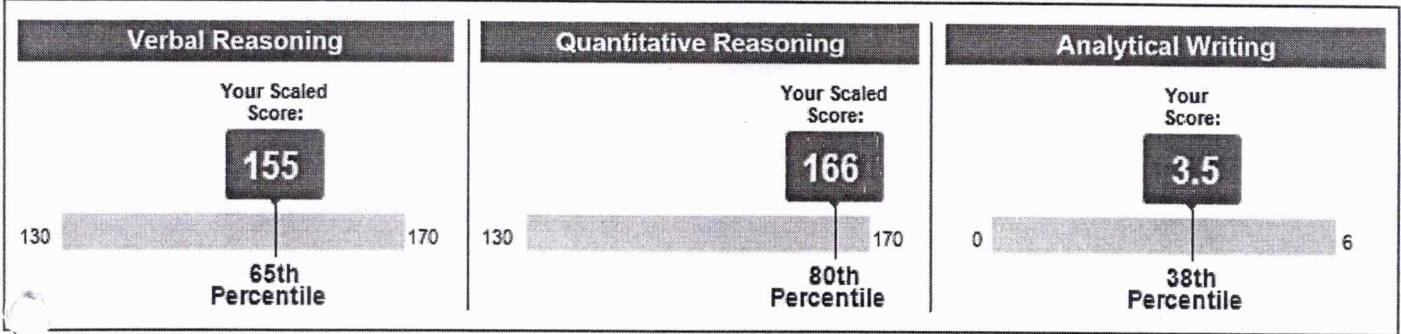 Verbal Reasoning
Your Scaled
Score:
155
130
170
65th
Percentile
Quantitative Reasoning
Your Scaled
Score:
166
130
170
80th
Percentile
Analytical Writing
Your
Score:
3.5
0
6
38th
Percentile